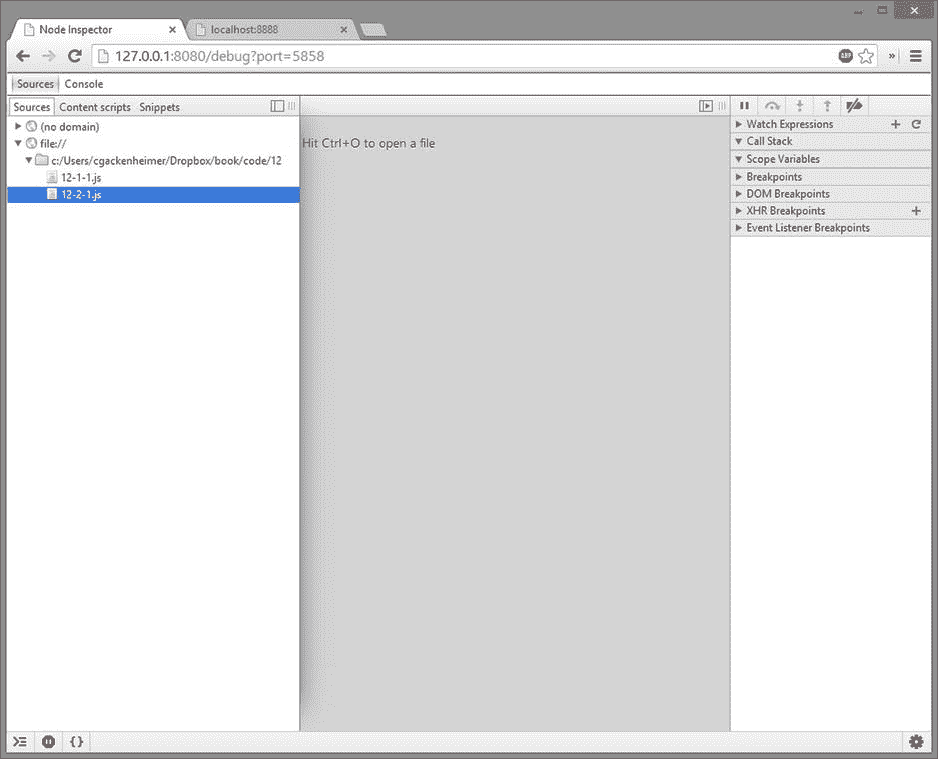 Node Inspector
localhost:8888
127.0.0.1:8080/debug?port=5858
ABP
Sources Console
Sources Content scripts Snippets
(no domain)
file://
c:/Users/cgackenheimer/Dropbox/book/code/12
12-1-1.js
12-2-1.js
Hit Ctrl+O to open a file
Watch Expressions
Call Stack
Scope Variables
Breakpoints
DOM Breakpoints
XHR Breakpoints
Event Listener Breakpoints